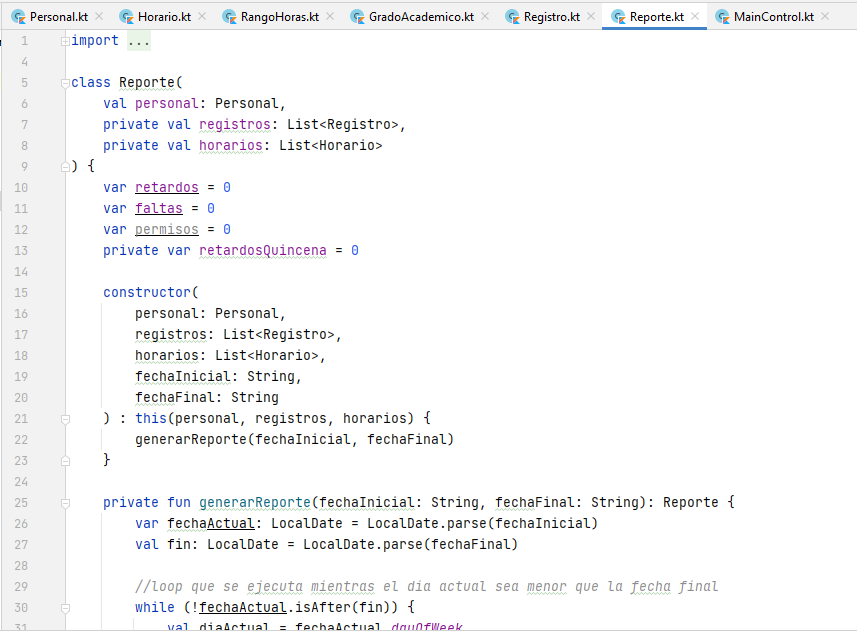 Personal.kt Horario.kt RangoHoras.kt GradoAcademico.kt Registro.kt Reporte.kt MainControl.kt
1 import ...
4
5 class Reporte(
6 val personal: Personal,
7 private val registros: List<Registro>,
8 private val horarios: List<Horario>
9 ) {
10 var retardos = 0
11 var faltas = 0
12 var permisos = 0
13 private var retardosQuincena = 0
14
15 constructor(
16 personal: Personal,
17 registros: List<Registro>,
18 horarios: List<Horario>,
19 fechaInicial: String,
20 fechaFinal: String
21 ) : this(personal, registros, horarios) {
22 generarReporte(fechaInicial, fechaFinal)
23 }
24
25 private fun generarReporte(fechaInicial: String, fechaFinal: String): Reporte {
26 var fechaActual: LocalDate = LocalDate.parse(fechaInicial)
27 val fin: LocalDate = LocalDate.parse(fechaFinal)
28
29 //loop que se ejecuta mientras el dia actual sea menor que la fecha final
30 while (!fechaActual.isAfter(fin)) {
31 val diaActual = fechaActual.dayOfWeek